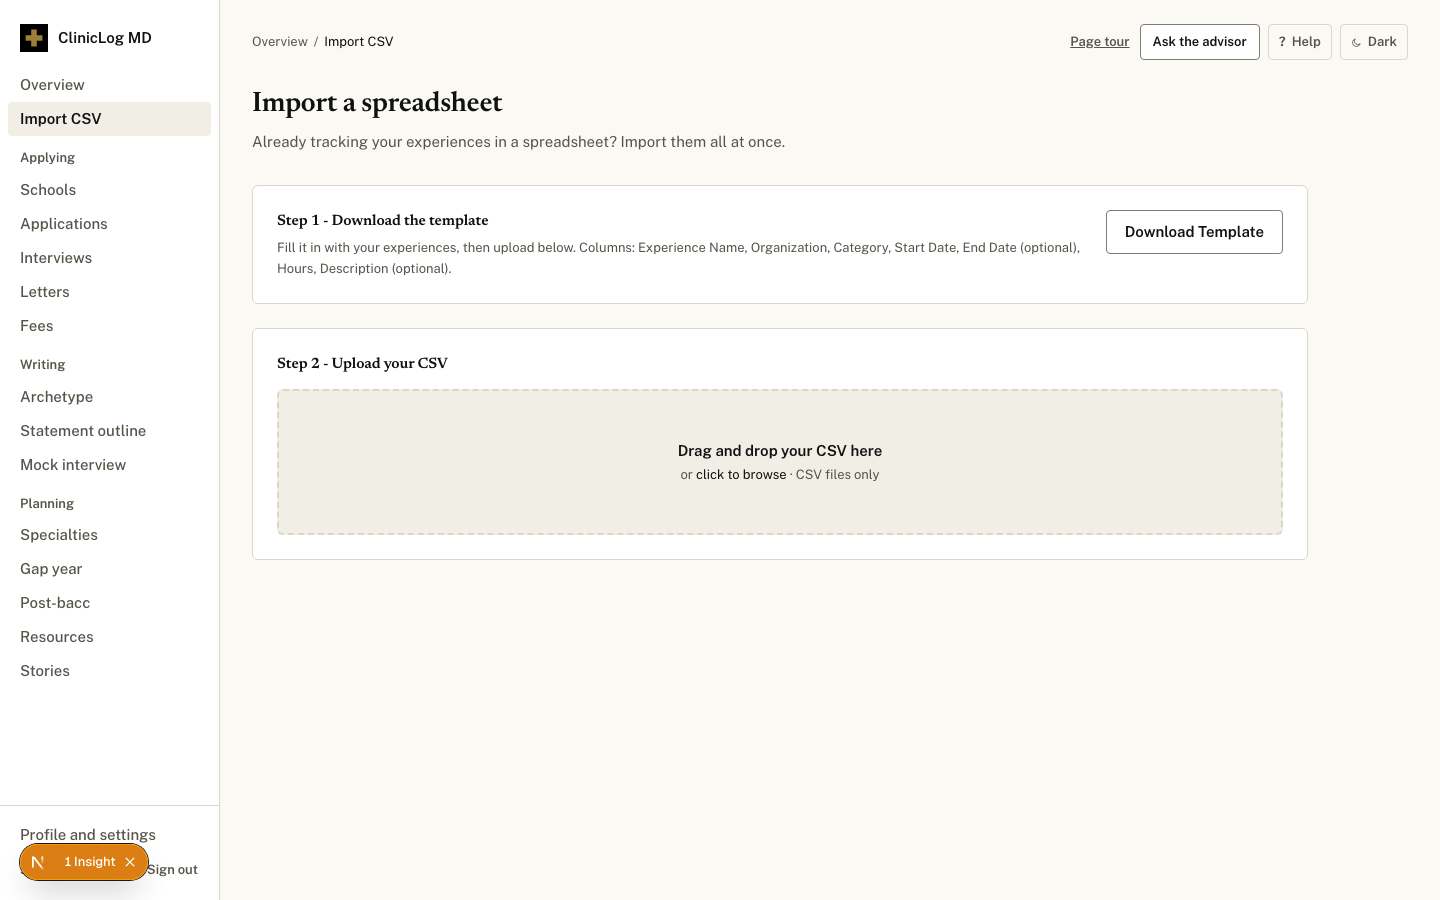 ClinicLog MD
Overview
Import CSV
Applying
Schools
Applications
Interviews
Letters
Fees
Writing
Archetype
Statement outline
Mock interview
Planning
Specialties
Gap year
Post-bacc
Resources
Stories
Profile and settings
1 Insight
Sign out
Overview / Import CSV
Page tour
Ask the advisor
? Help
Dark
Import a spreadsheet
Already tracking your experiences in a spreadsheet? Import them all at once.
Step 1 - Download the template
Fill it in with your experiences, then upload below. Columns: Experience Name, Organization, Category, Start Date, End Date (optional),
Hours, Description (optional).
Download Template
Step 2 - Upload your CSV
Drag and drop your CSV here
or click to browse · CSV files only